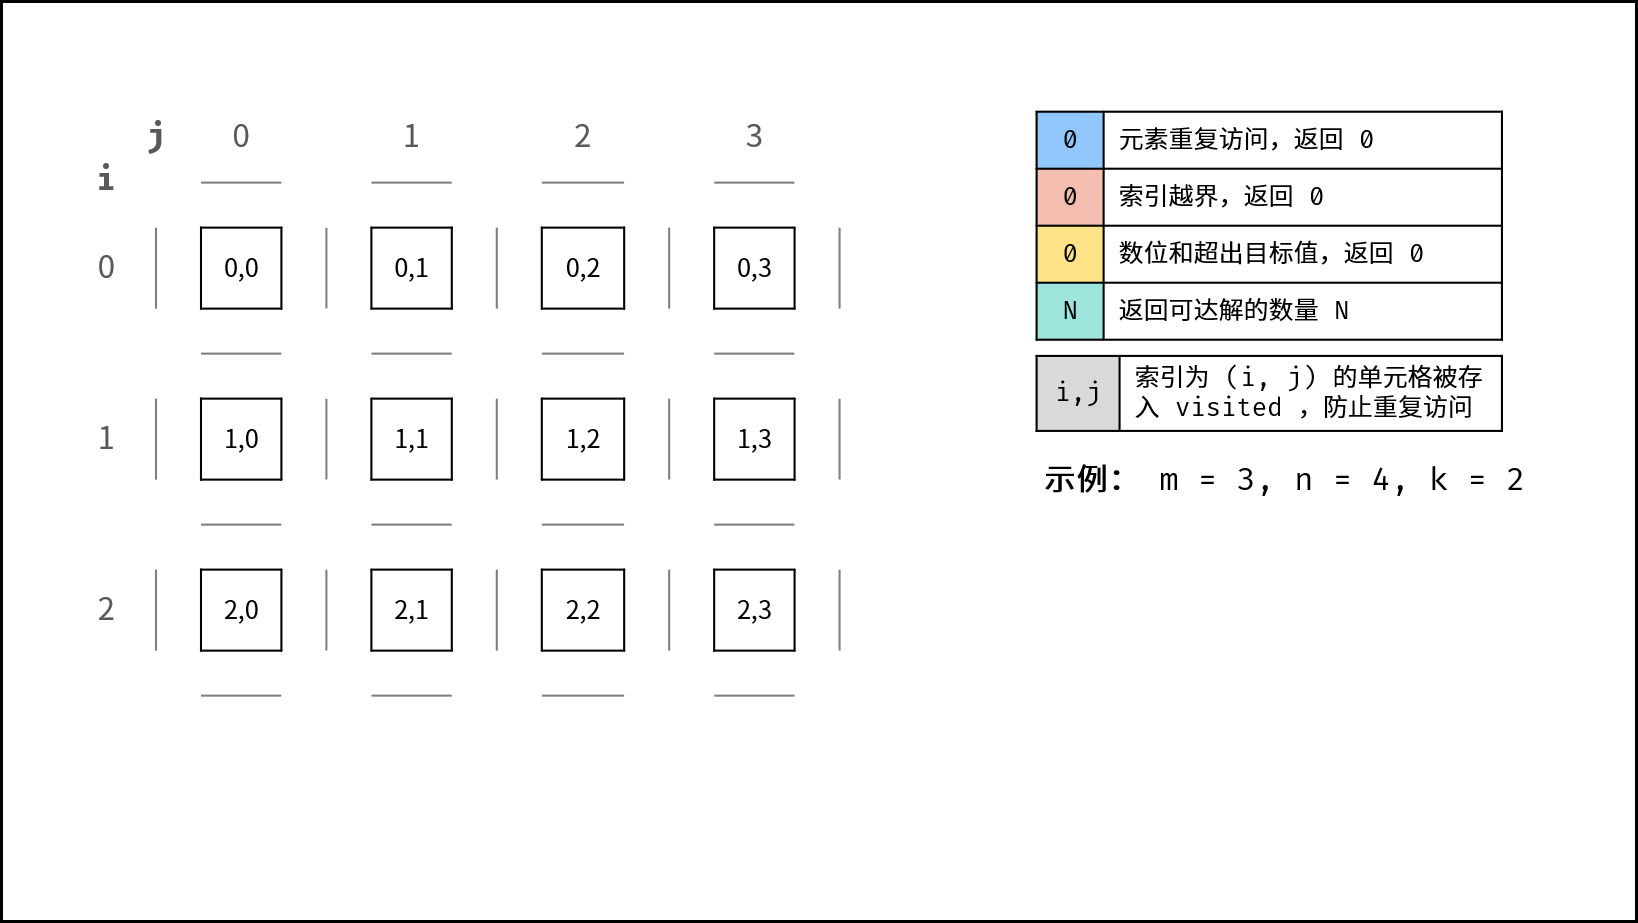 j 0 1 2 3
i
0 0,0 0,1 0,2 0,3
1 1,0 1,1 1,2 1,3
2 2,0 2,1 2,2 2,3
0 元素重复访问，返回 0
0 索引越界，返回 0
0 数位和超出目标值，返回 0
N 返回可达解的数量 N
i,j 索引为 (i, j) 的单元格被存
入 visited ，防止重复访问
示例： m = 3, n = 4, k = 2